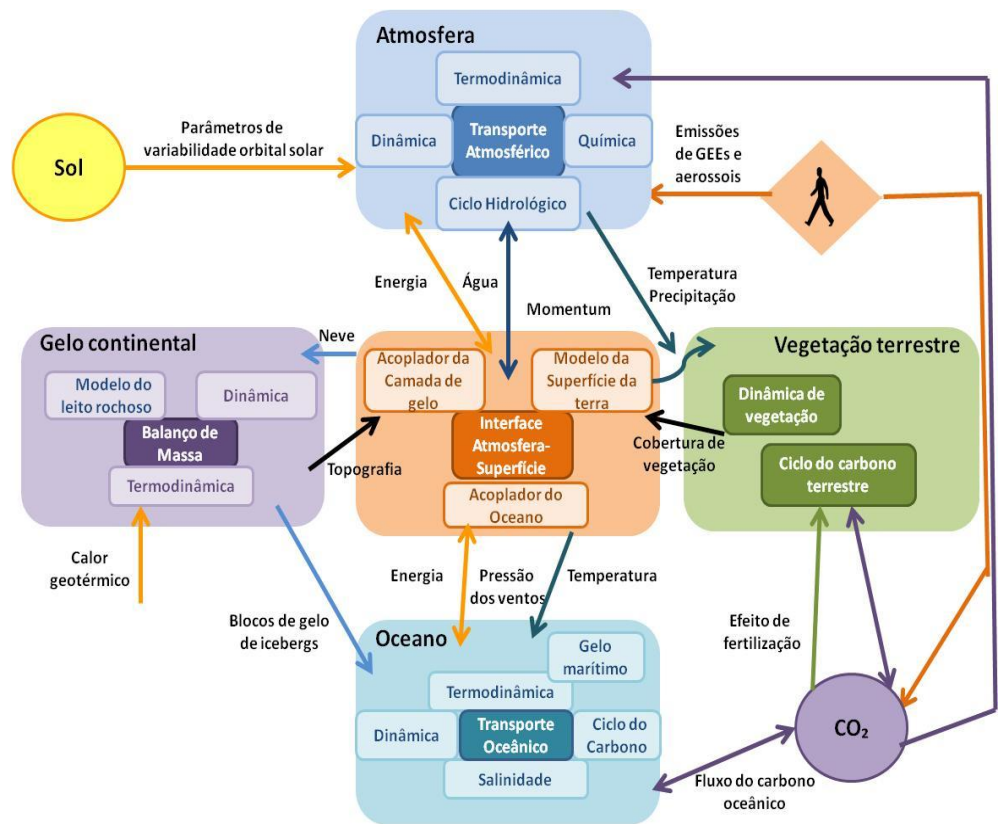 Atmosfera
Termodinâmica
Dinâmica
Transporte
Atmosférico
Química
Ciclo Hidrológico
Parâmetros de
variabilidade orbital solar
Sol
Emissões
de GEEs e
aerossois
Energia
Água
Momentum
Temperatura
Precipitação
Gelo continental
Modelo do
leito rochoso
Dinâmica
Balanço de
Massa
Termodinâmica
Neve
Topografia
Calor
geotérmico
Blocos de gelo
de icebergs
Acoplador da
Camada de
gelo
Modelo da
Superfície da
terra
Interface
Atmosfera-
Superfície
Acoplador do
Oceano
Vegetação terrestre
Dinâmica de
vegetação
Cobertura de
vegetação
Ciclo do carbono
terrestre
Energia
Pressão
dos ventos
Temperatura
Efeito de
fertilização
Oceano
Gelo
marítimo
Termodinâmica
Dinâmica
Transporte
Oceânico
Ciclo do
Carbono
Salinidade
CO₂
Fluxo do carbono
oceânico